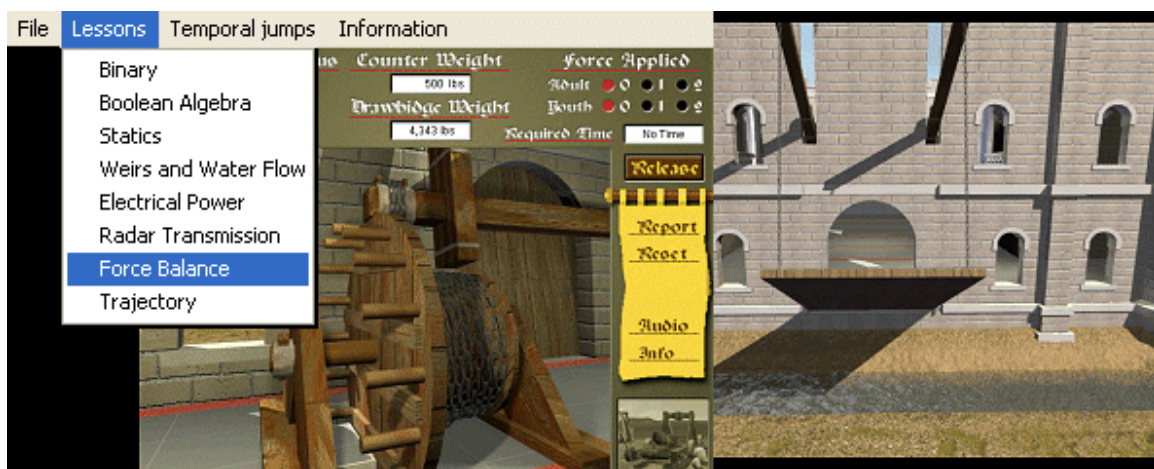 File Lessons Temporal jumps Information
Binary
Boolean Algebra
Statics
Weirs and Water Flow
Electrical Power
Radar Transmission
Force Balance
Trajectory
Counter Weight Force Applied
500 lbs Adult 0 1 2
Drawbidge Weight Youth 0 1 2
4,343 lbs Required Time No Time
Release
Report
Reset
Audio
Info